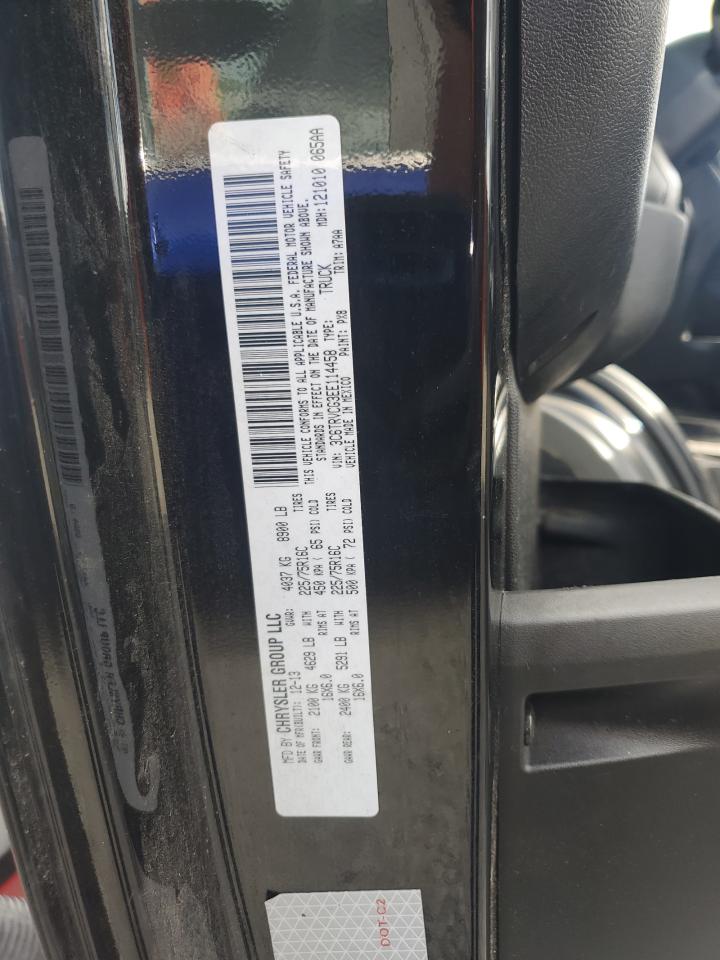 MFD BY CHRYSLER GROUP LLC
DATE OF MFR(BUILT): 12-13 GVWR: 4037 KG 8900 LB
GAWR FRONT: 2100 KG 4629 LB WITH 225/75R16C TIRES
16X6.0 RIMS AT 450 KPA ( 65 PSI) COLD
GAWR REAR: 2400 KG 5291 LB WITH 225/75R16C TIRES
16X6.0 RIMS AT 500 KPA ( 72 PSI) COLD
THIS VEHICLE CONFORMS TO ALL APPLICABLE U.S.A. FEDERAL MOTOR VEHICLE SAFETY
STANDARDS IN EFFECT ON THE DATE OF MANUFACTURE SHOWN ABOVE.
MDH:121010 065AA
VIN: 3C6TRVCG3EE114458 TYPE: TRUCK
VEHICLE MADE IN MEXICO PAINT: PXB TRIM: A7AA
DOT-C2